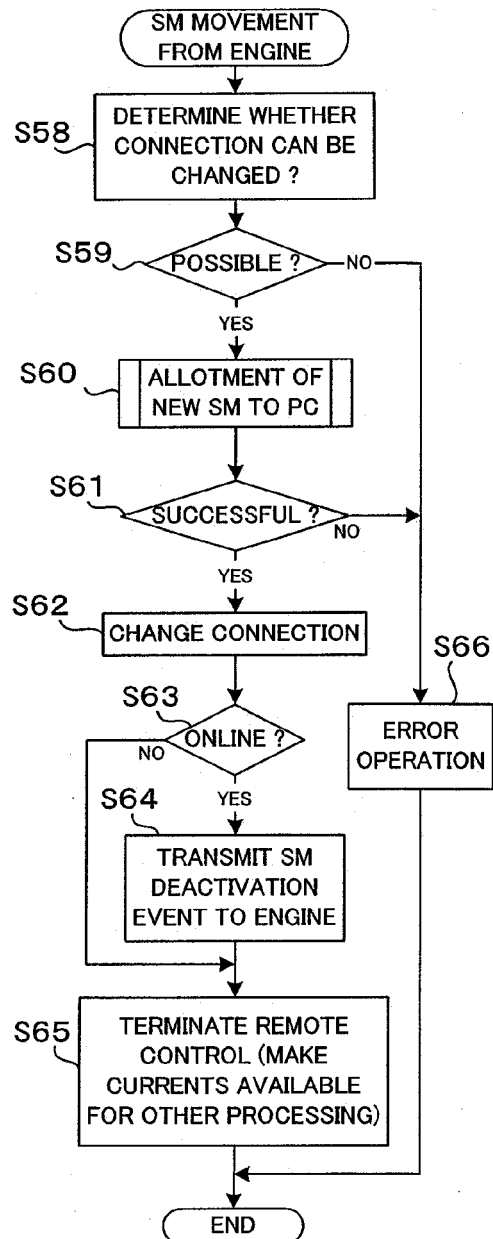 SM MOVEMENT
FROM ENGINE
S58
DETERMINE WHETHER
CONNECTION CAN BE
CHANGED ?
S59
POSSIBLE ?
NO
YES
S60
ALLOTMENT OF
NEW SM TO PC
S61
SUCCESSFUL ?
NO
YES
S62
CHANGE CONNECTION
S66
ERROR
OPERATION
S63
ONLINE ?
NO
YES
S64
TRANSMIT SM
DEACTIVATION
EVENT TO ENGINE
S65
TERMINATE REMOTE
CONTROL (MAKE
CURRENTS AVAILABLE
FOR OTHER PROCESSING)
END